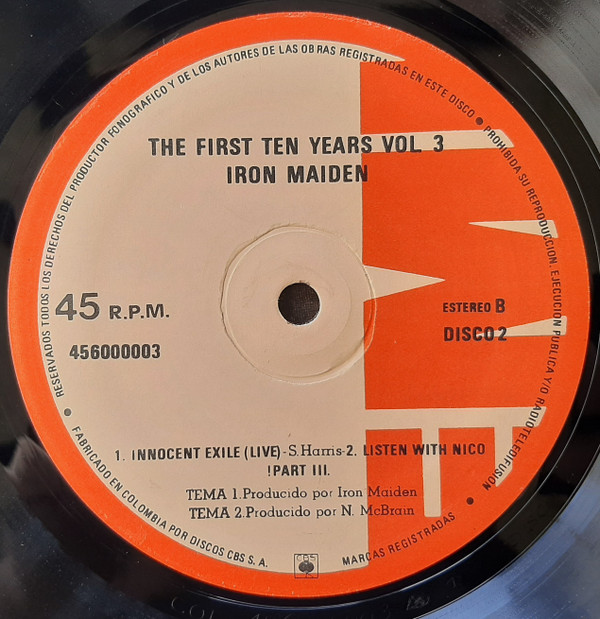 RESERVADOS TODOS LOS DERECHOS DEL PRODUCTOR FONOGRAFICO Y DE LOS AUTORES DE LAS OBRAS REGISTRADAS EN ESTE DISCO • PROHIBIDA SU REPRODUCCION EJECUCION PUBLICA Y/O RADIOTELEDIFUSION
THE FIRST TEN YEARS VOL. 3
IRON MAIDEN
45 R.P.M.
456000003
ESTEREO B
DISCO 2
1. INNOCENT EXILE (LIVE)-S. Harris-2. LISTEN WITH NICO
!PART III.
TEMA 1. Producido por Iron Maiden
TEMA 2. Producido por N. McBrain
CBS
• FABRICADO EN COLOMBIA POR DISCOS CBS S. A.
MARCAS REGISTRADAS •